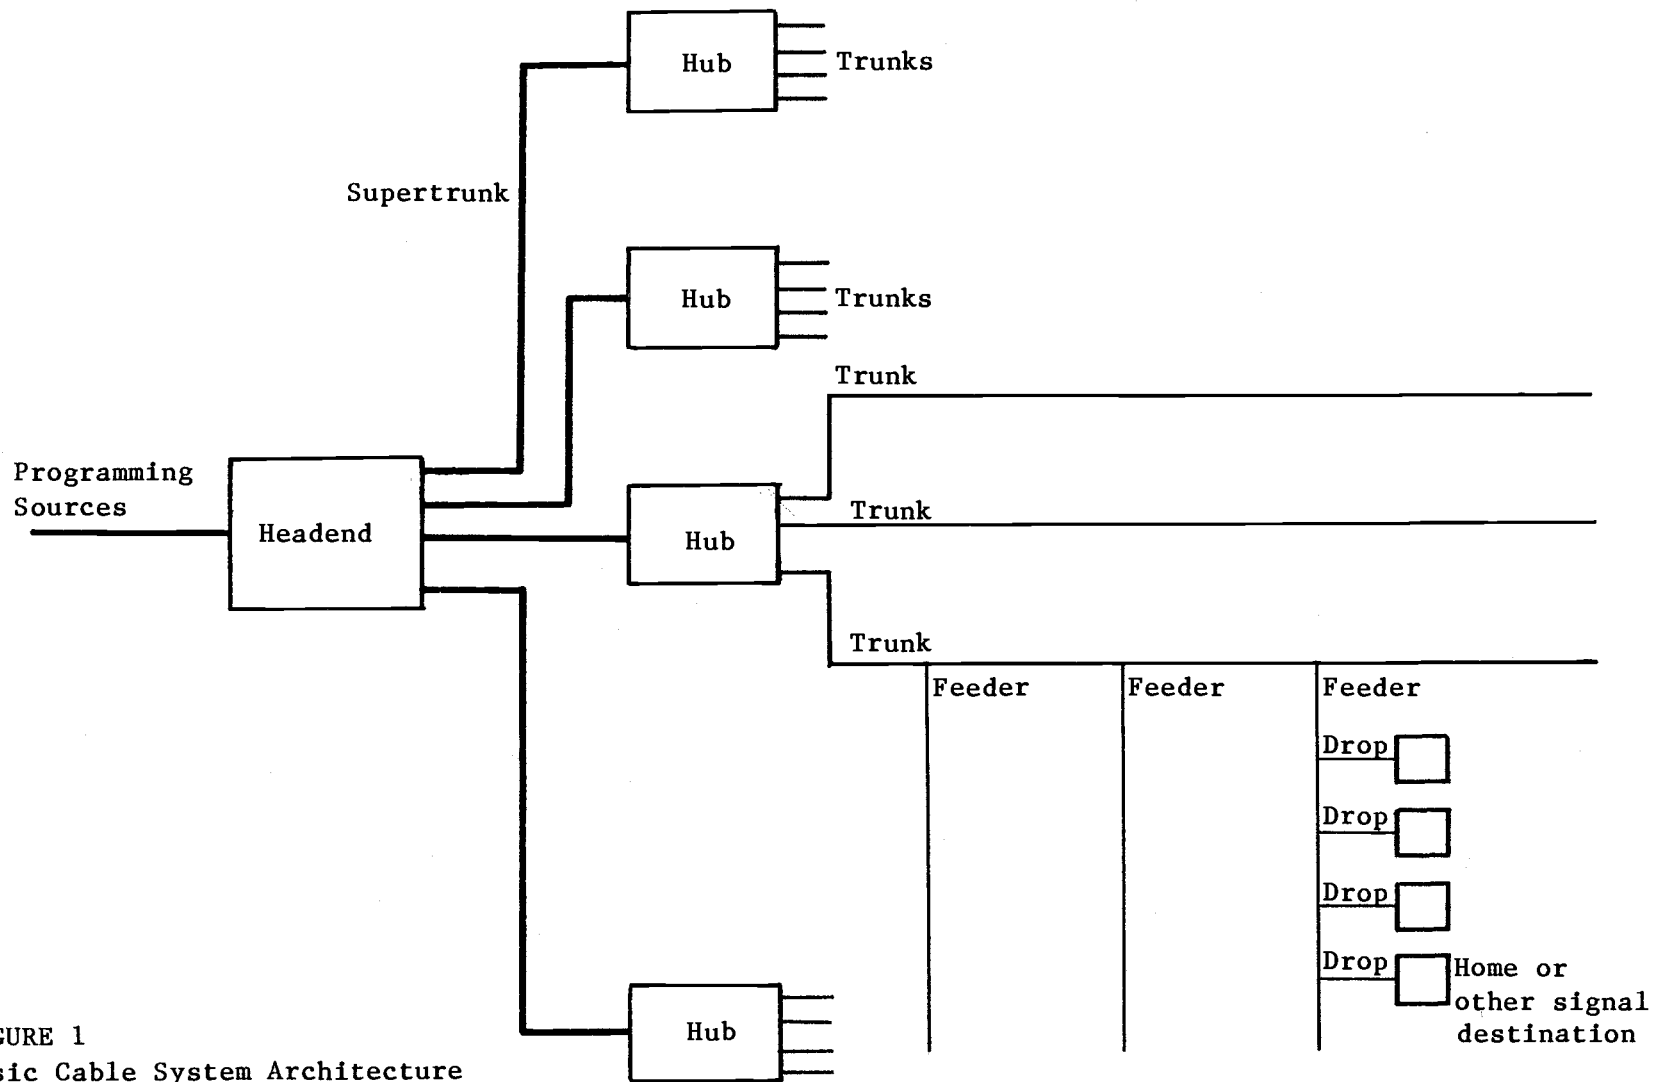 Hub
Trunks
Supertrunk
Hub
Trunks
Trunk
Programming
Sources
Headend
Hub
Trunk
Trunk
Feeder
Feeder
Feeder
Drop
Drop
Drop
Drop
Home or
other signal
destination
Hub
GURE 1
sic Cable System Architecture